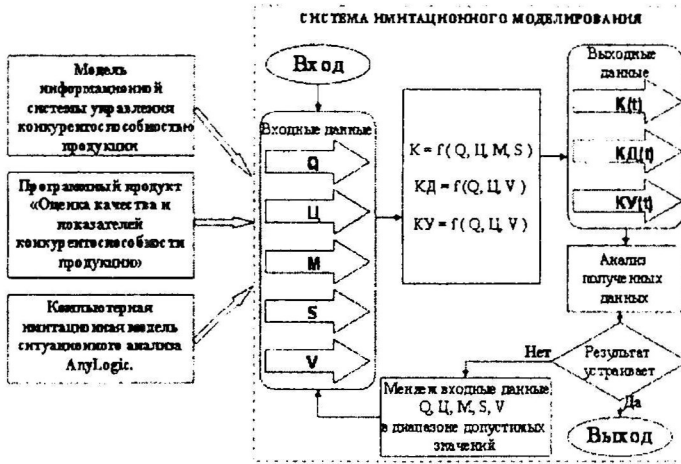 СИСТЕМА ИМИТАЦИОННОГО МОДЕЛИРОВАНИЯ
Модель
информационной
системы управления
конкурентоспособностью
продукции
Программный продукт
«Оценка качества и
показателей
конкурентоспособности
продукции»
Компьютерная
имитационная модель
ситуационного анализа
AnyLogic.
Вход
Входные данные
Q
Ц
M
S
V
K = f ( Q, Ц, M, S )
КД = f(Q, Ц, V )
КУ = f ( Q, Ц, V )
Выходные
данные
K(t)
КД(t)
КУ(t)
Анализ
полученных
данных
Результат
устраивает
Нет
Да
Меняем входные данные
Q, Ц, M, S, V
в диапазоне допустимых
значений
Выход